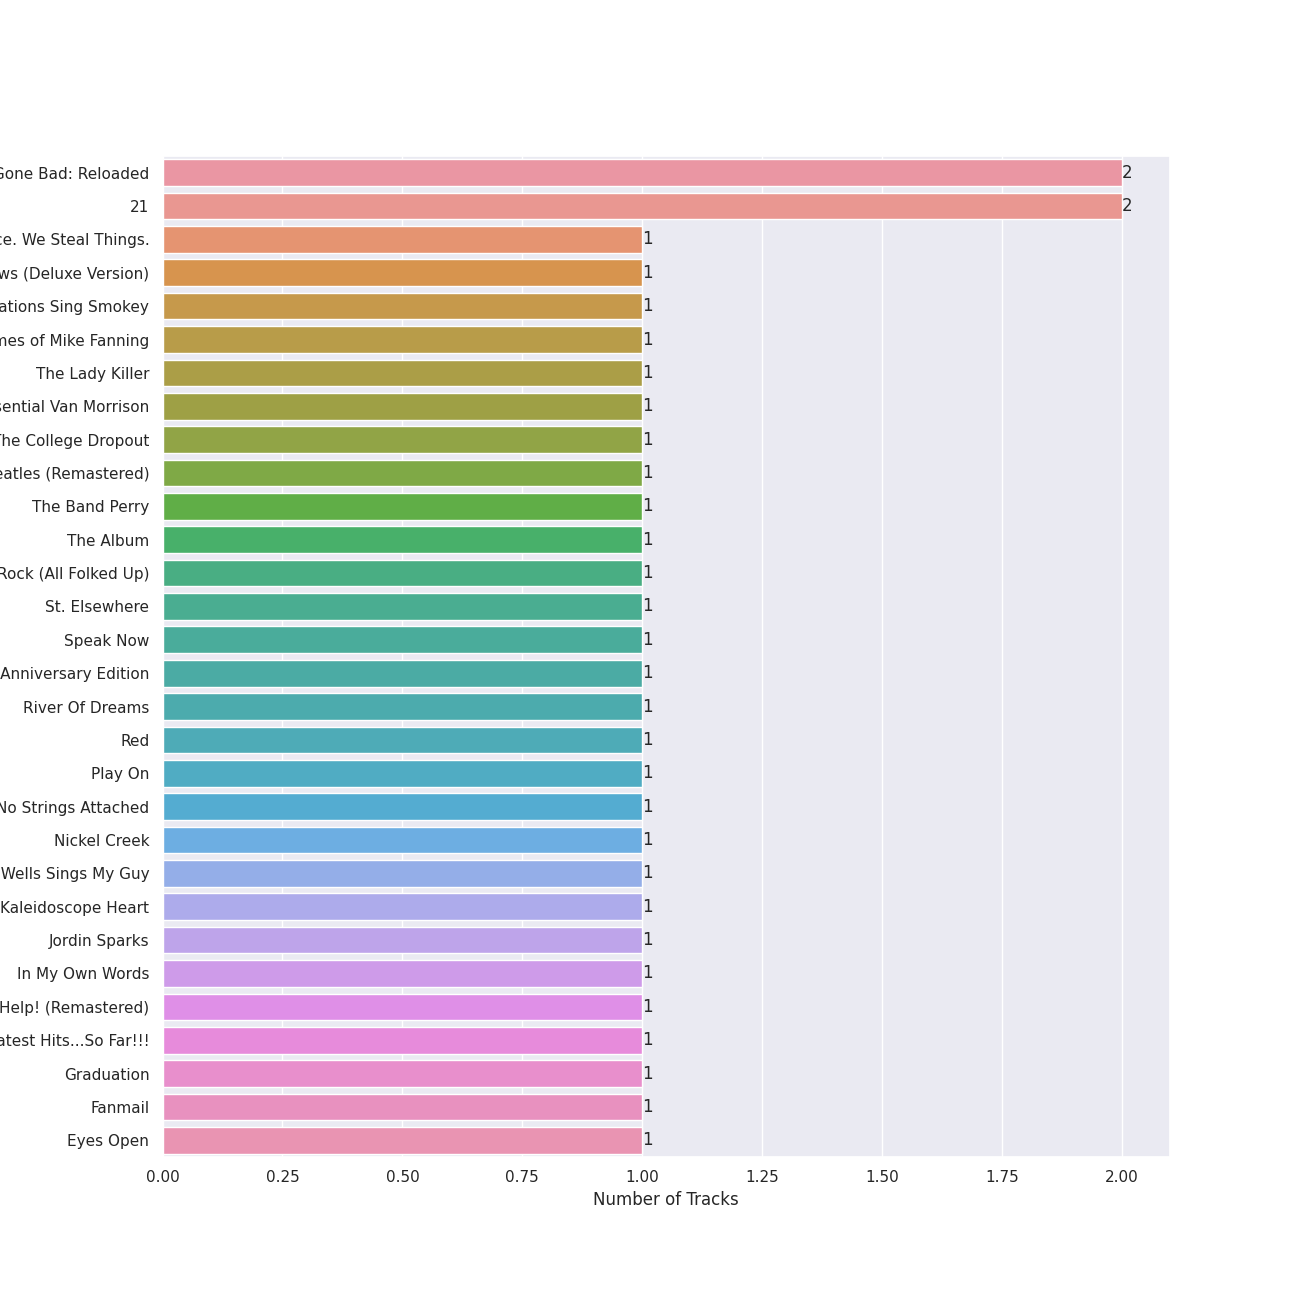 Gone Bad: Reloaded 2
21 2
ce. We Steal Things. 1
ws (Deluxe Version) 1
ations Sing Smokey 1
mes of Mike Fanning 1
The Lady Killer 1
sential Van Morrison 1
The College Dropout 1
eatles (Remastered) 1
The Band Perry 1
The Album 1
Rock (All Folked Up) 1
St. Elsewhere 1
Speak Now 1
Anniversary Edition 1
River Of Dreams 1
Red 1
Play On 1
No Strings Attached 1
Nickel Creek 1
Wells Sings My Guy 1
Kaleidoscope Heart 1
Jordin Sparks 1
In My Own Words 1
Help! (Remastered) 1
atest Hits...So Far!!! 1
Graduation 1
Fanmail 1
Eyes Open 1
0.00 0.25 0.50 0.75 1.00 1.25 1.50 1.75 2.00
Number of Tracks